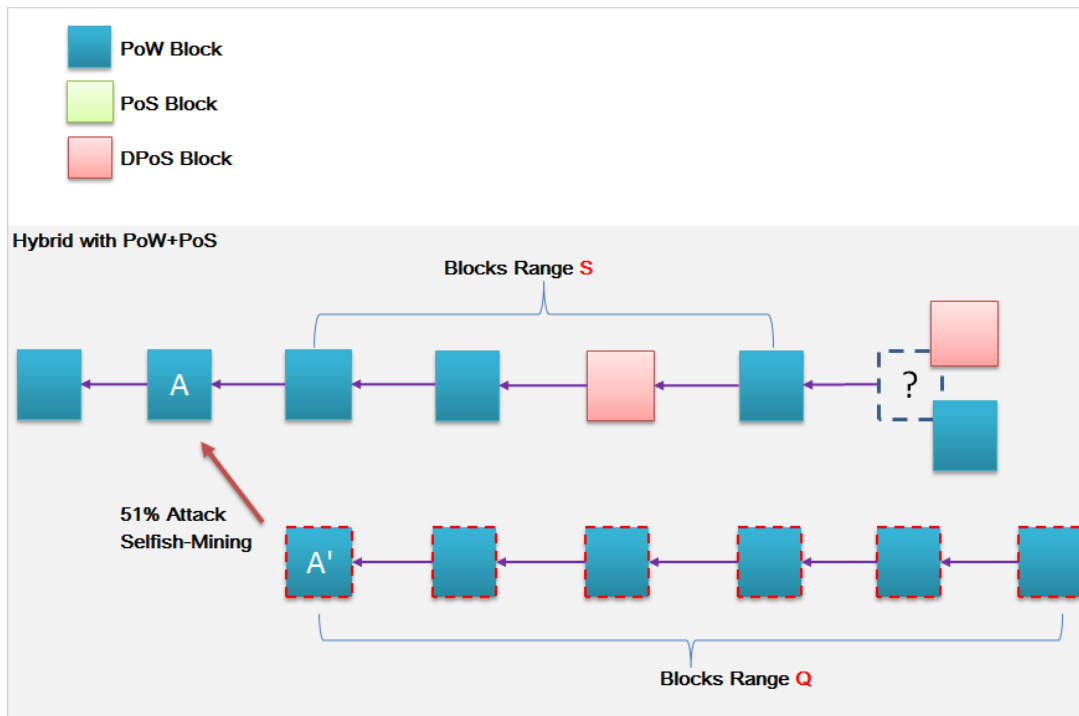 PoW Block
PoS Block
DPoS Block
Hybrid with PoW+PoS
Blocks Range S
A
?
51% Attack
Selfish-Mining
A'
Blocks Range Q